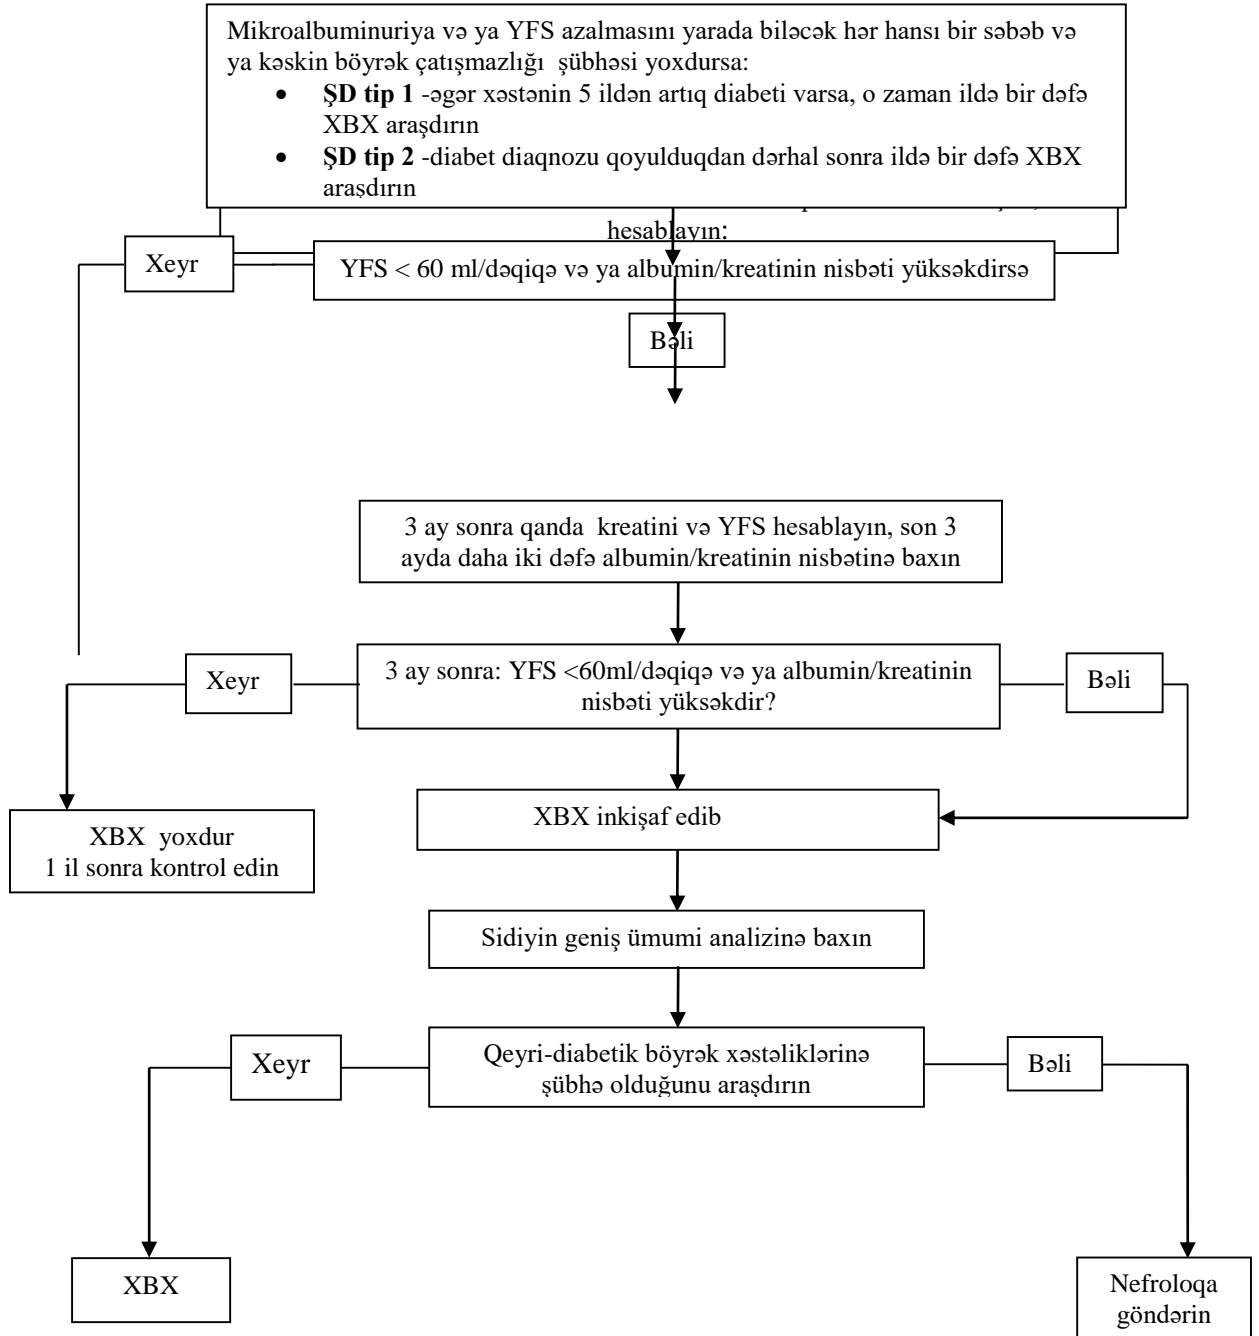 Mikroalbuminuriya və ya YFS azalmasını yarada biləcək hər hansı bir səbəb və
ya kəskin böyrək çatışmazlığı şübhəsi yoxdursa:
• ŞD tip 1 -əgər xəstənin 5 ildən artıq diabeti varsa, o zaman ildə bir dəfə
XBX araşdırın
• ŞD tip 2 -diabet diaqnozu qoyulduqdan dərhal sonra ildə bir dəfə XBX
araşdırın
hesablayın:
Xeyr
YFS < 60 ml/dəqiqə və ya albumin/kreatinin nisbəti yüksəkdirsə
Bəli
3 ay sonra qanda kreatini və YFS hesablayın, son 3
ayda daha iki dəfə albumin/kreatinin nisbətinə baxın
Xeyr
3 ay sonra: YFS <60ml/dəqiqə və ya albumin/kreatinin
nisbəti yüksəkdir?
Bəli
XBX inkişaf edib
XBX yoxdur
1 il sonra kontrol edin
Sidiyin geniş ümumi analizinə baxın
Xeyr
Qeyri-diabetik böyrək xəstəliklərinə
şübhə olduğunu araşdırın
Bəli
XBX
Nefroloqa
göndərin